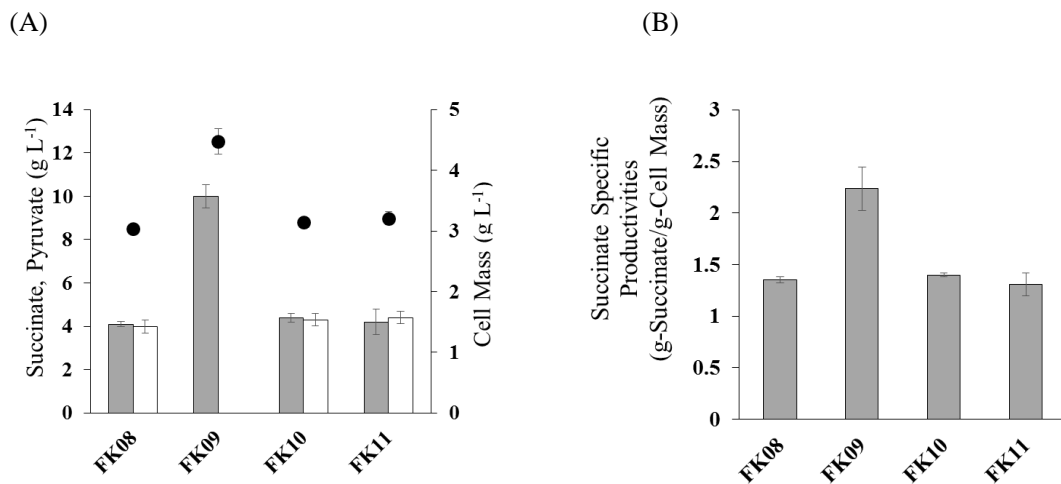 (A)
(B)
Succinate, Pyruvate (g L⁻¹)
14
12
10
8
6
4
2
0
5
4
3
2
1
0
Cell Mass (g L⁻¹)
FK08
FK09
FK10
FK11
Succinate Specific
Productivities
(g-Succinate/g-Cell Mass)
3
2.5
2
1.5
1
0.5
0
FK08
FK09
FK10
FK11